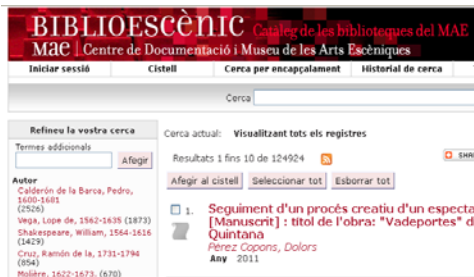 BIBLIOESCÈNIC Catàleg de les biblioteques del MAE
MAE | Centre de Documentació i Museu de les Arts Escèniques
Iniciar sessió Cistell Cerca per encapçalament Historial de cerca
Cerca
Refineu la vostra cerca
Termes addicionals
Afegir
Autor
Calderón de la Barca, Pedro,
1600-1681
(2526)
Vega, Lope de, 1562-1635 (1873)
Shakespeare, William, 1564-1616
(1429)
Cruz, Ramón de la, 1731-1794
(854)
Molière, 1622-1673. (670)
Cerca actual: Visualitzant tots els registres
Resultats 1 fins 10 de 124924
SHAR
Afegir al cistell Seleccionar tot Esborrar tot
1. Seguiment d'un procés creatiu d'un especta
[Manuscrit] : títol de l'obra: "Vadeportes" d
Quintana
Pérez Copons, Dolors
Any 2011